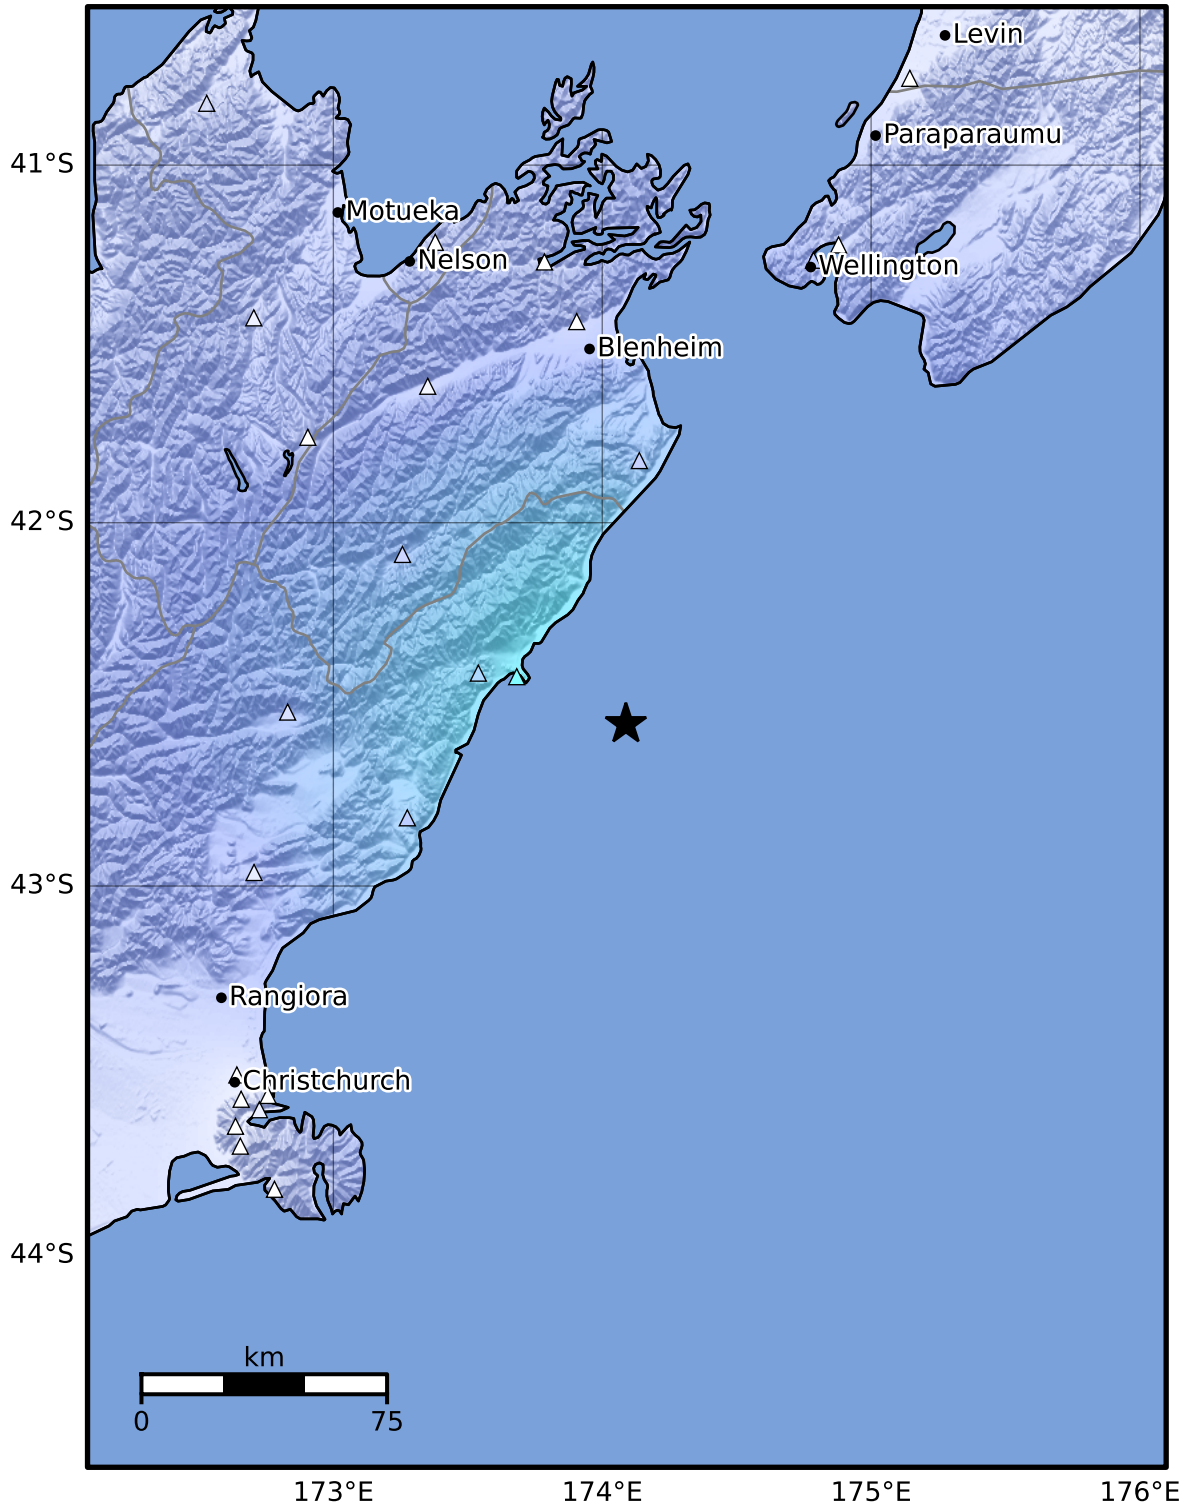 Levin
Paraparaumu
41°S
Motueka
Nelson
Wellington
Blenheim
42°S
43°S
Rangiora
Christchurch
44°S
km
0 75
173°E 174°E 175°E 176°E